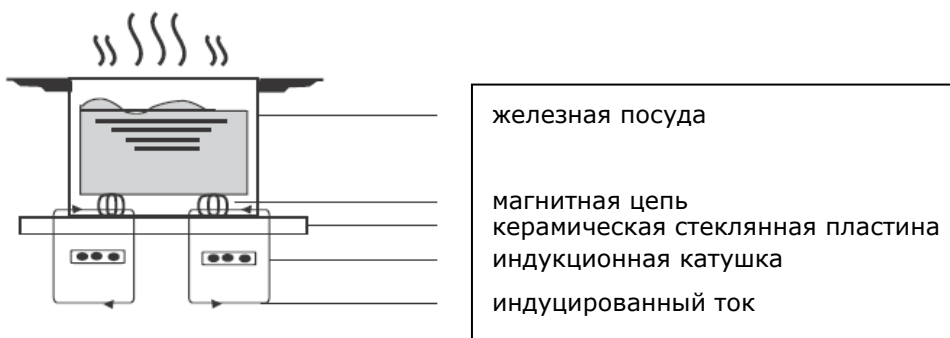 железная посуда
магнитная цепь
керамическая стеклянная пластина
индукционная катушка
индуцированный ток